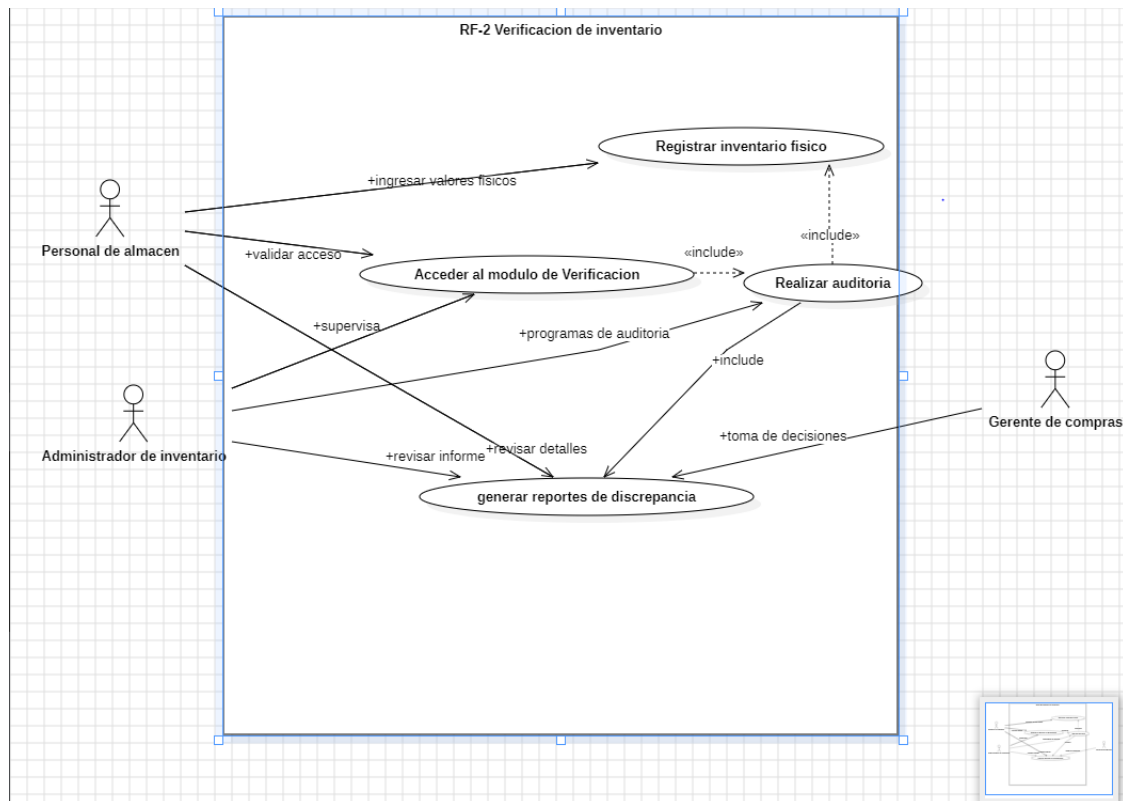 RF-2 Verificacion de inventario
Registrar inventario fisico
+ingresar valores fisicos
Personal de almacen
«include»
+validar acceso
«include»
Acceder al modulo de Verificacion
Realizar auditoria
+supervisa
+programas de auditoria
+include
Gerente de compras
+toma de decisiones
Administrador de inventario
+revisar informe
+revisar detalles
generar reportes de discrepancia